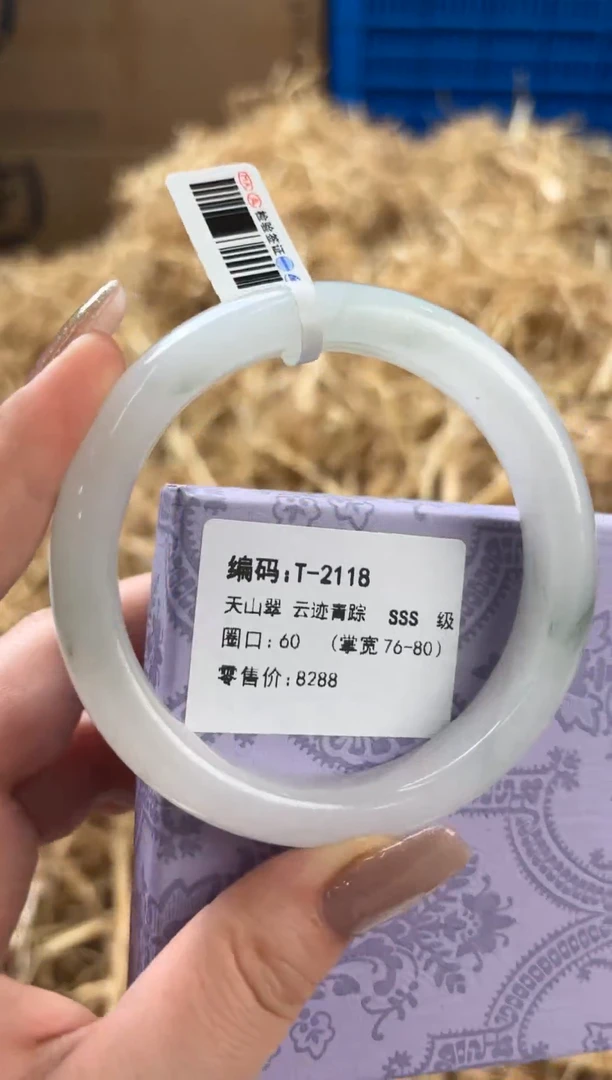 编码:T-2118
天山翠 云迹青踪 SSS 级
圈口:60 (掌宽76-80)
零售价:8288